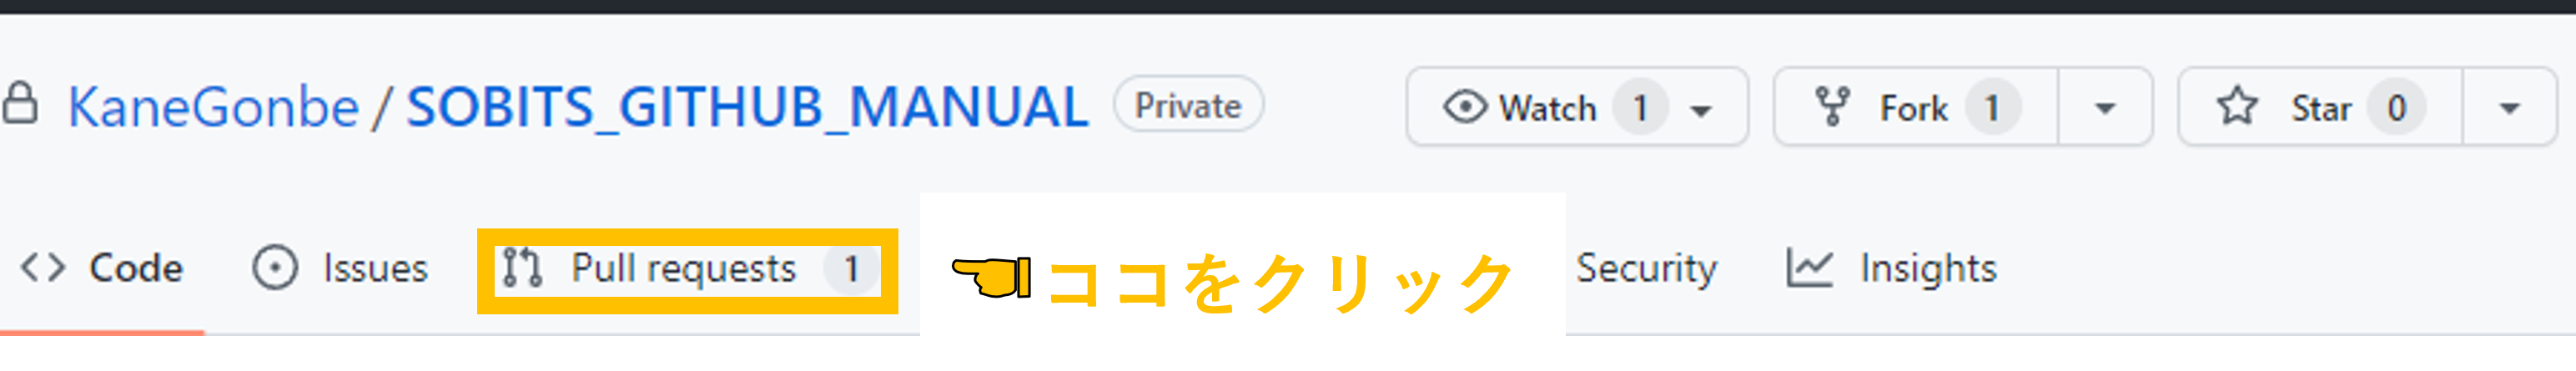 KaneGonbe / SOBITS_GITHUB_MANUAL Private Watch 1 Fork 1 Star 0
Code Issues Pull requests 1 ココをクリック Security Insights